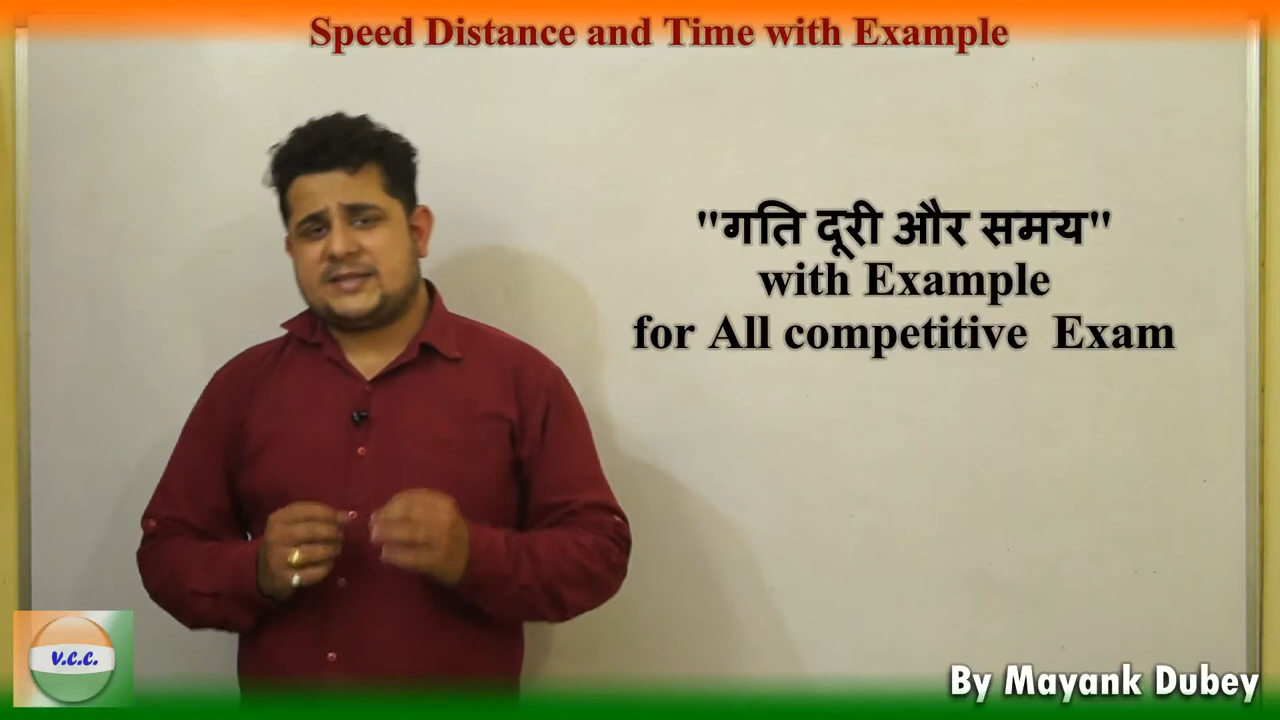 Speed Distance and Time with Example
"गति दूरी और समय"
with Example
for All competitive Exam
V.C.C.
By Mayank Dubey